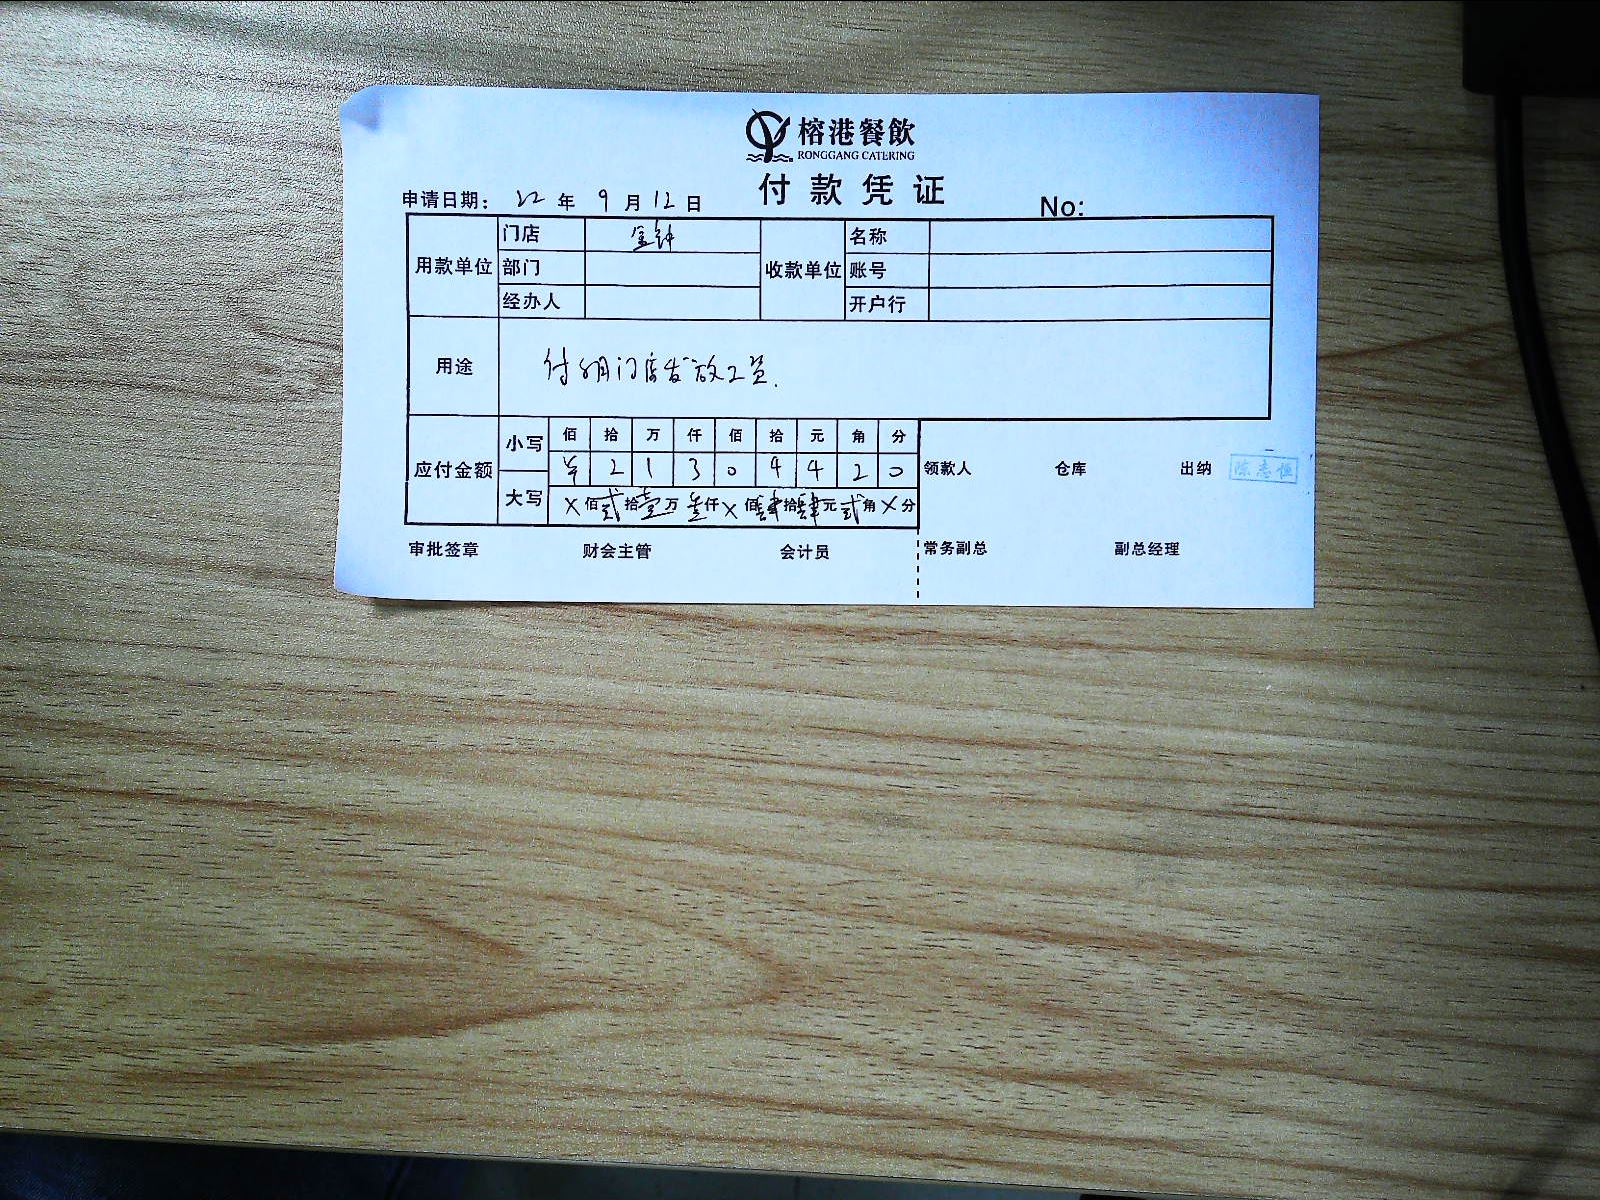 榕港餐飲
RONGGANG CATERING
付款凭证
申请日期： 22 年 9 月 12 日 No:
用款单位 门店 金钟 收款单位 名称
部门 账号
经办人 开户行
用途 付8月门店发放工资.
应付金额 小写 佰 拾 万 仟 佰 拾 元 角 分
¥ 2 1 3 0 4 4 2 0
大写 X佰贰拾壹万叁仟X佰肆拾肆元贰角X分
领款人 仓库 出纳 陈志恒
审批签章 财会主管 会计员 常务副总 副总经理